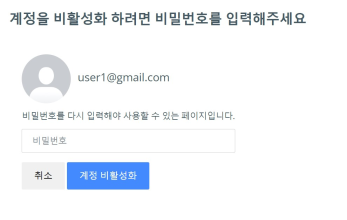 계정을 비활성화 하려면 비밀번호를 입력해주세요
user1@gmail.com
비밀번호를 다시 입력해야 사용할 수 있는 페이지입니다.
비밀번호
취소
계정 비활성화